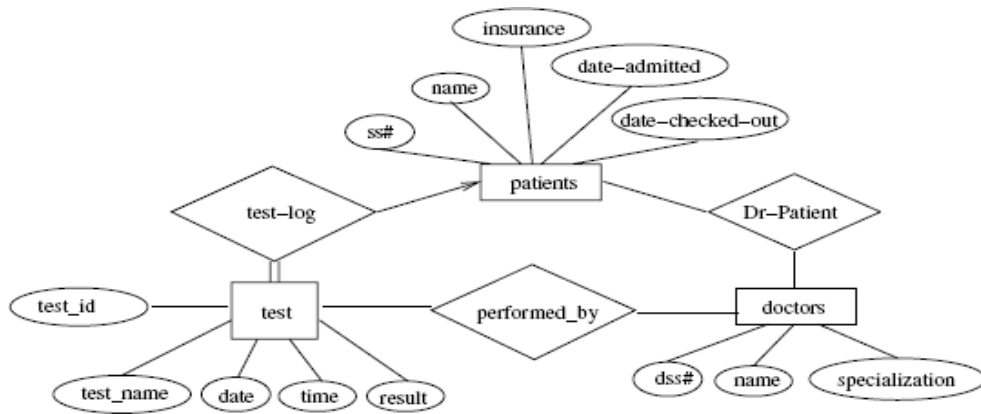 insurance
date-admitted
name
date-checked-out
ss#
patients
test-log
Dr-Patient
test_id
test
performed_by
doctors
test_name
date
time
result
dss#
name
specialization